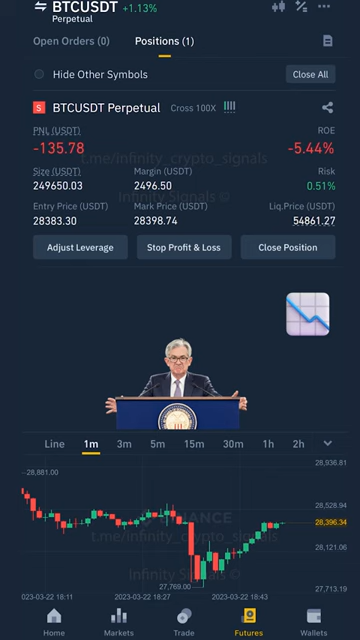 BTCUSDT +1.13%
Perpetual
Open Orders (0) Positions (1)
Hide Other Symbols Close All
S BTCUSDT Perpetual Cross 100X
PNL (USDT) ROE
-135.78 -5.44%
t.me/Infinity_crypto_signals
Size (USDT) Margin (USDT) Risk
249650.03 2496.50 0.51%
Infinity Signals ©
Entry Price (USDT) Mark Price (USDT) Liq.Price (USDT)
28383.30 28398.74 54861.27
Adjust Leverage Stop Profit & Loss Close Position
Line 1m 3m 5m 15m 30m 1h 2h
28,936.81
28,881.00
28,528.94
28,396.34
BINANCE
t.me/infinity_crypto_signals
28,121.06
Infinity Signals ©
27,769.00
27,713.19
2023-03-22 18:11 2023-03-22 18:27 2023-03-22 18:43
Home Markets Trade Futures Wallets